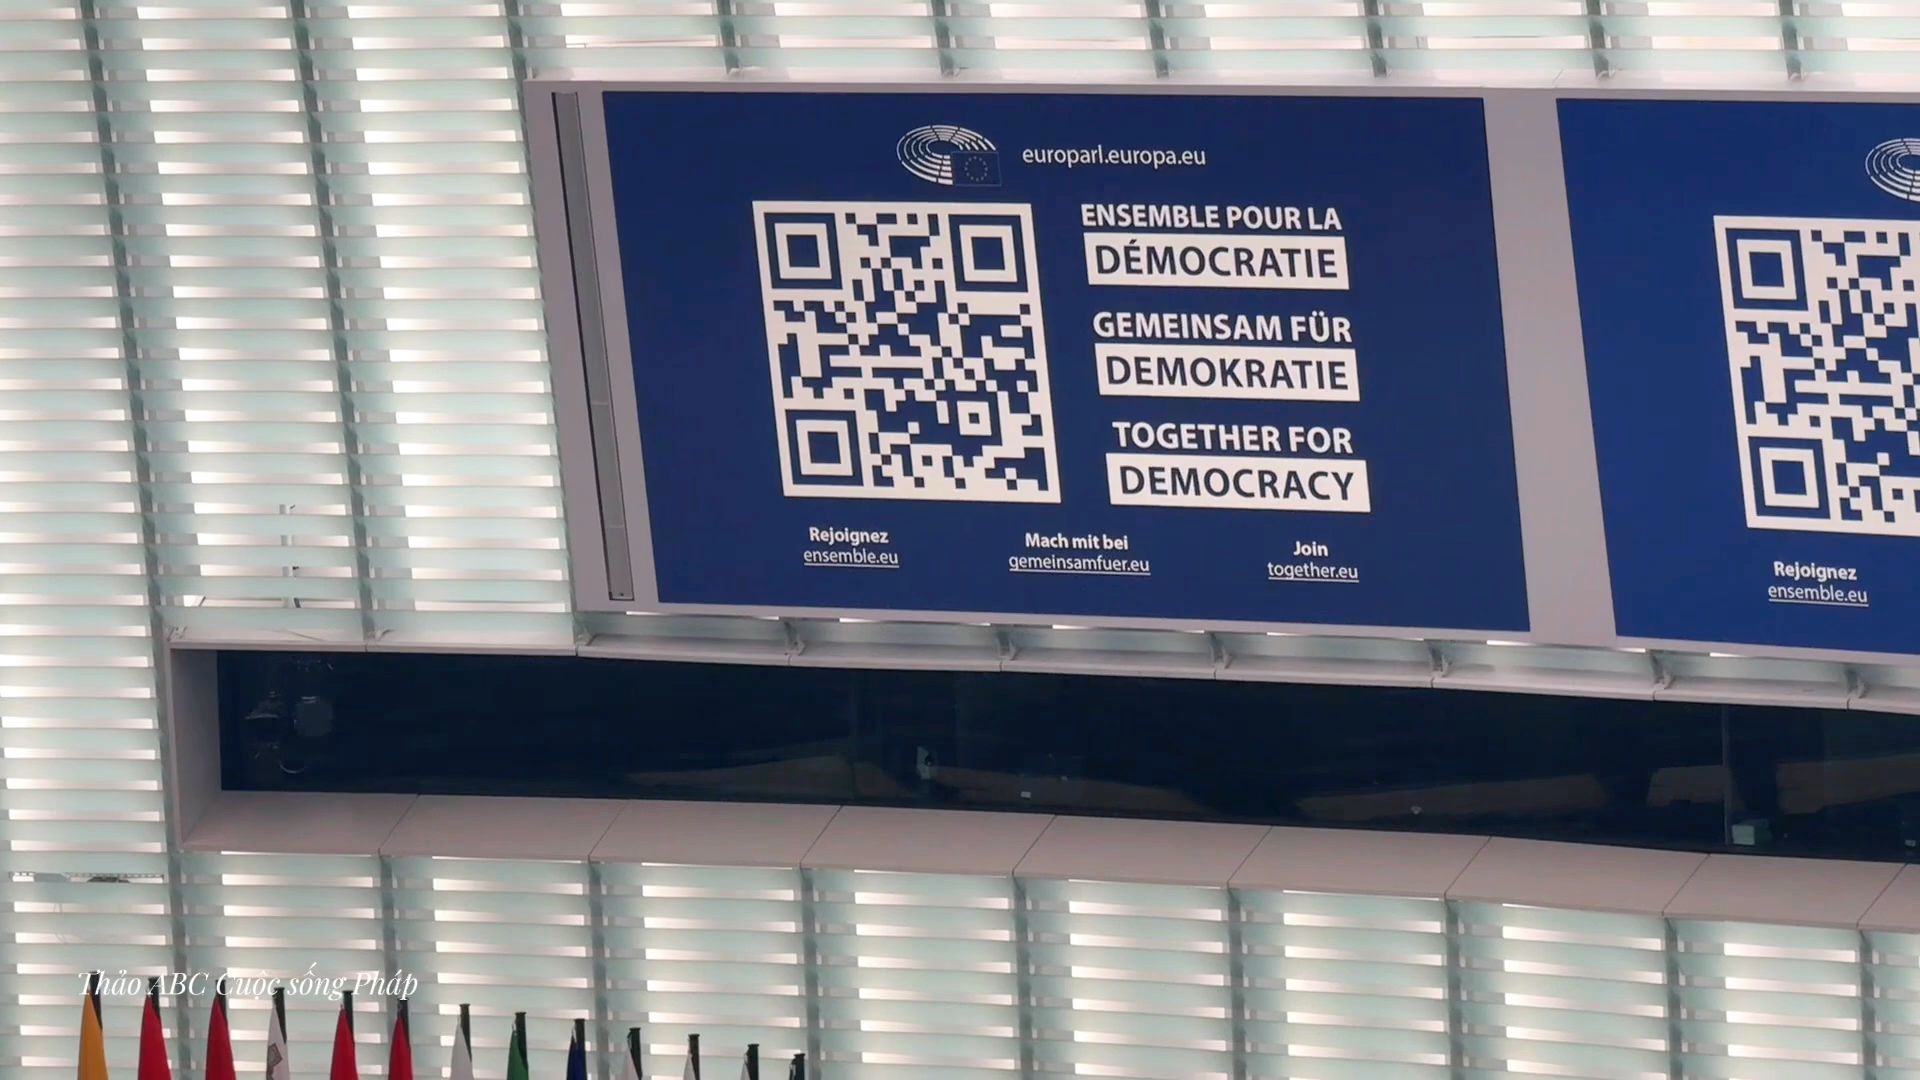 europarl.europa.eu
ENSEMBLE POUR LA
DÉMOCRATIE
GEMEINSAM FÜR
DEMOKRATIE
TOGETHER FOR
DEMOCRACY
Rejoignez
ensemble.eu
Mach mit bei
gemeinsamfuer.eu
Join
together.eu
Rejoignez
ensemble.eu
Thảo ABC Cuộc sống Pháp